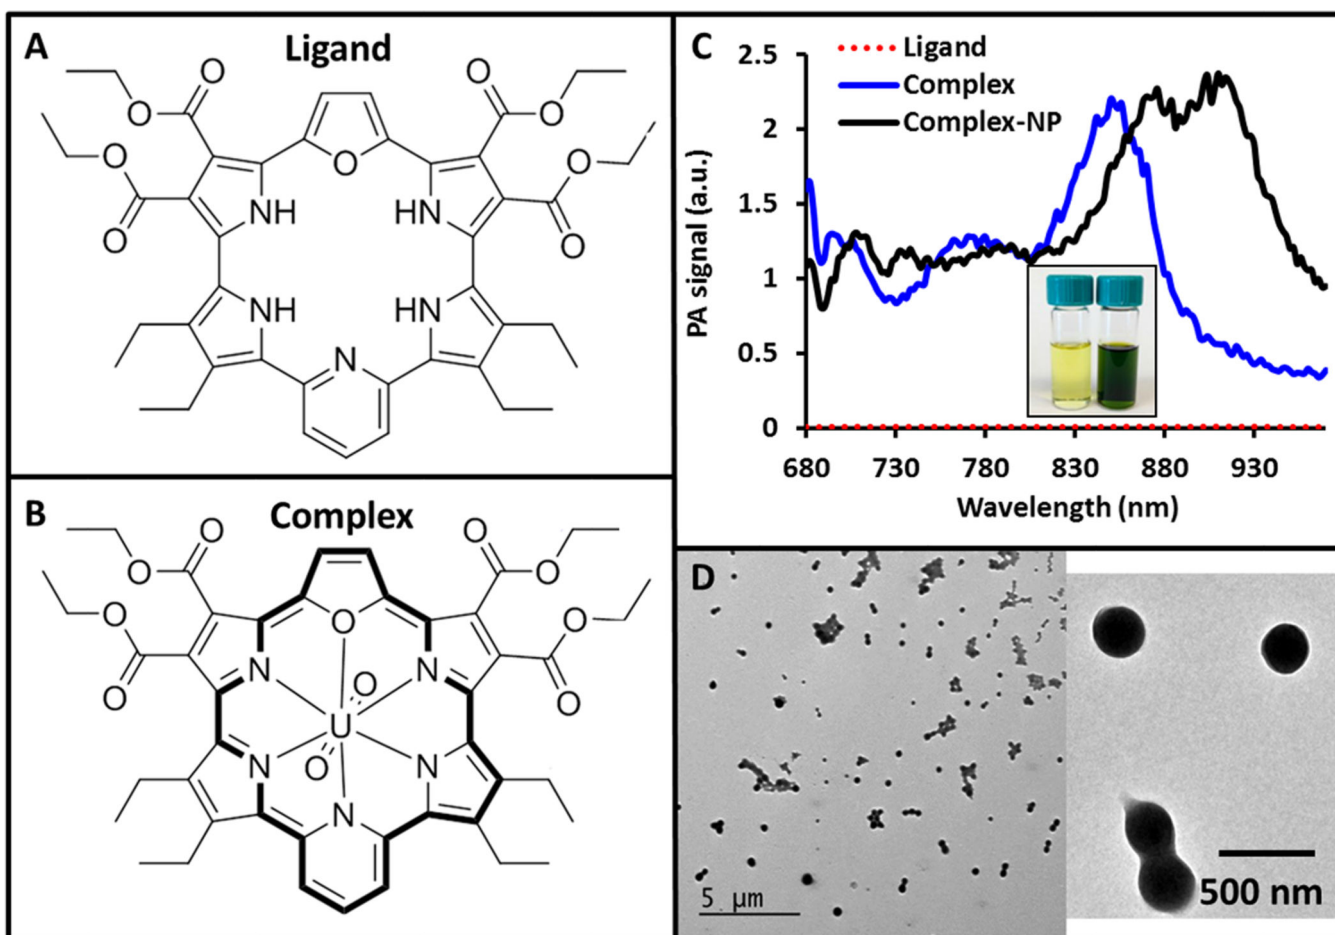 A
Ligand
O
O
O
O
O
O
O
O
O
NH
HN
NH
HN
N
B
Complex
O
O
O
O
O
O
O
O
O
N
N
O
U
O
N
N
N
C
Ligand
Complex
Complex-NP
PA signal (a.u.)
2.5
2
1.5
1
0.5
0
680 730 780 830 880 930
Wavelength (nm)
D
5 μm
500 nm